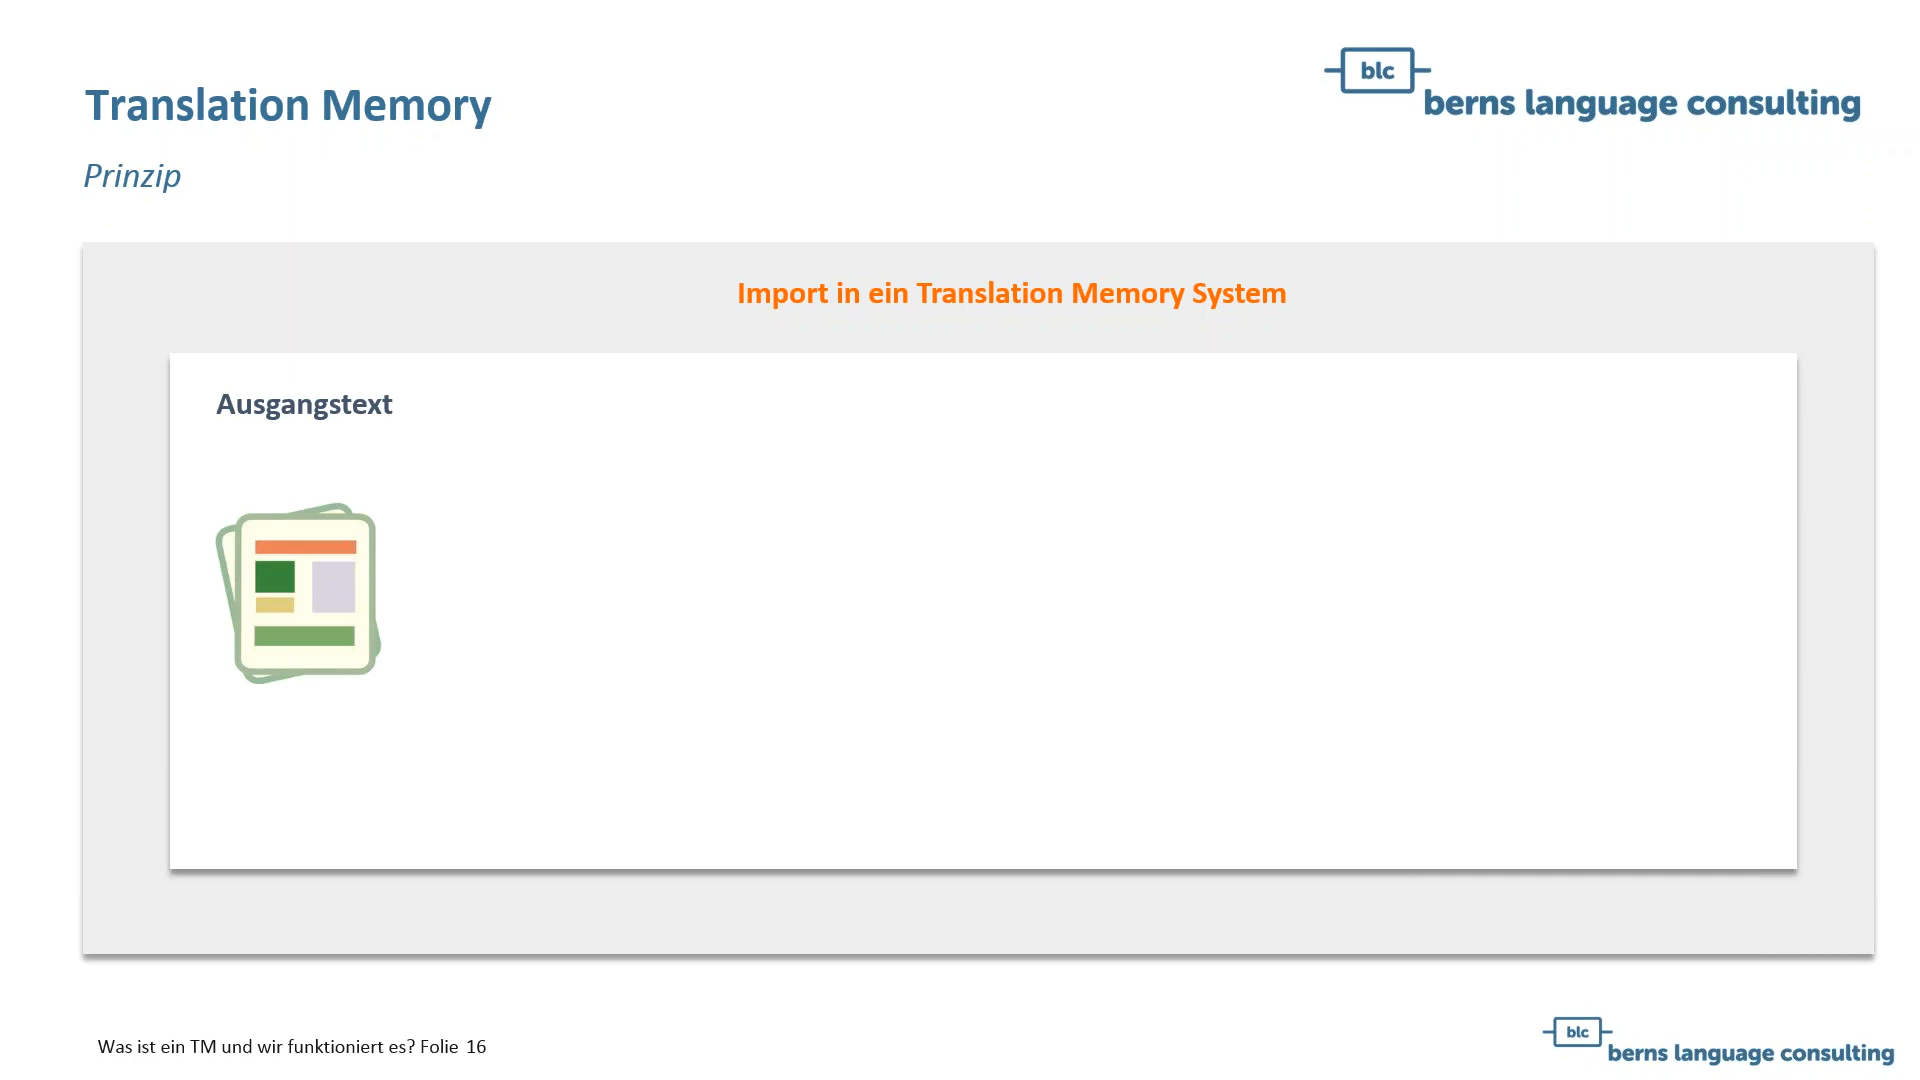 blc
berns language consulting
Translation Memory
Prinzip
Import in ein Translation Memory System
Ausgangstext
Was ist ein TM und wir funktioniert es? Folie 16
blc
berns language consulting